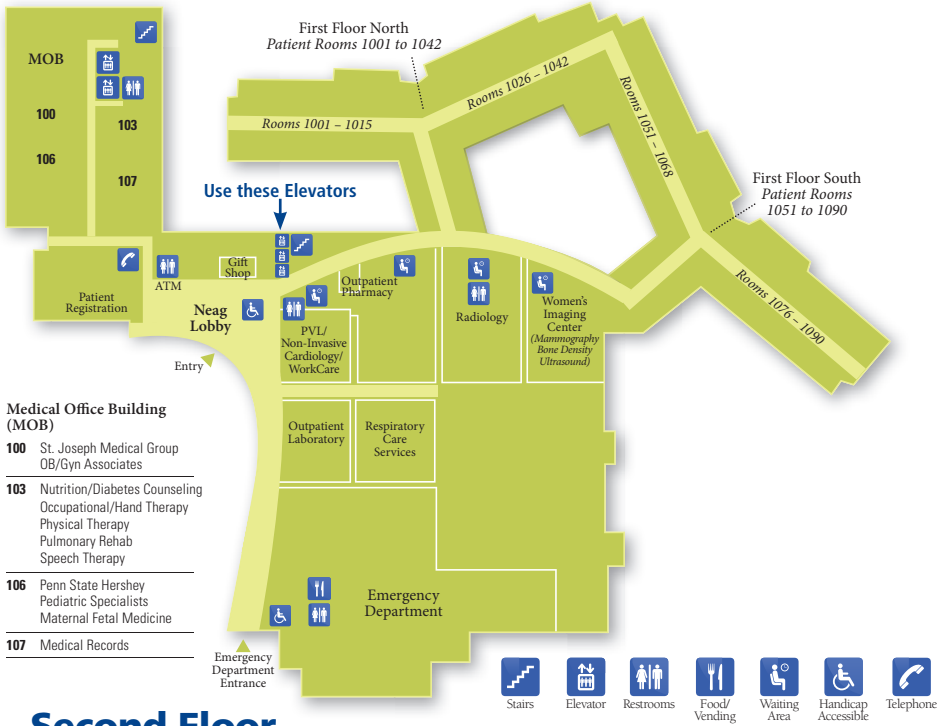 First Floor North
Patient Rooms 1001 to 1042
MOB
100
103
106
107
Rooms 1001 – 1015
Rooms 1026 – 1042
Rooms 1051 – 1068
First Floor South
Patient Rooms
1051 to 1090
Rooms 1076 - 1090
Use these Elevators
Gift
Shop
ATM
Patient
Registration
Neag
Lobby
Entry
Outpatient
Pharmacy
PVL/
Non-Invasive
Cardiology/
WorkCare
Radiology
Women's
Imaging
Center
(Mammography
Bone Density
Ultrasound)
Outpatient
Laboratory
Respiratory
Care
Services
Emergency
Department
Emergency
Department
Entrance
Medical Office Building
(MOB)
100 St. Joseph Medical Group
OB/Gyn Associates
103 Nutrition/Diabetes Counseling
Occupational/Hand Therapy
Physical Therapy
Pulmonary Rehab
Speech Therapy
106 Penn State Hershey
Pediatric Specialists
Maternal Fetal Medicine
107 Medical Records
Stairs
Elevator
Restrooms
Food/
Vending
Waiting
Area
Handicap
Accessible
Telephone
Second Floor